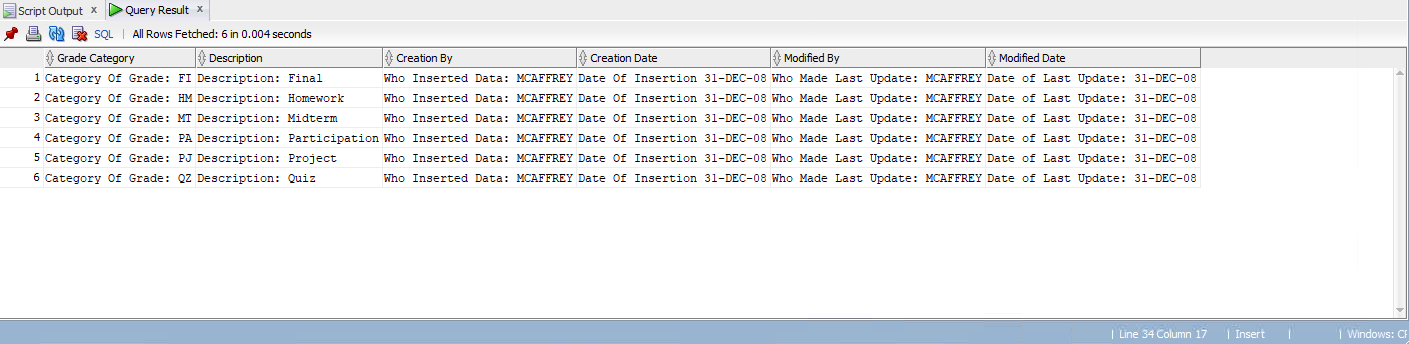 Script Output x Query Result x
SQL | All Rows Fetched: 6 in 0.004 seconds
Grade Category Description Creation By Creation Date Modified By Modified Date
1 Category Of Grade: FI Description: Final Who Inserted Data: MCAFFREY Date Of Insertion 31-DEC-08 Who Made Last Update: MCAFFREY Date of Last Update: 31-DEC-08
2 Category Of Grade: HM Description: Homework Who Inserted Data: MCAFFREY Date Of Insertion 31-DEC-08 Who Made Last Update: MCAFFREY Date of Last Update: 31-DEC-08
3 Category Of Grade: MT Description: Midterm Who Inserted Data: MCAFFREY Date Of Insertion 31-DEC-08 Who Made Last Update: MCAFFREY Date of Last Update: 31-DEC-08
4 Category Of Grade: PA Description: Participation Who Inserted Data: MCAFFREY Date Of Insertion 31-DEC-08 Who Made Last Update: MCAFFREY Date of Last Update: 31-DEC-08
5 Category Of Grade: PJ Description: Project Who Inserted Data: MCAFFREY Date Of Insertion 31-DEC-08 Who Made Last Update: MCAFFREY Date of Last Update: 31-DEC-08
6 Category Of Grade: QZ Description: Quiz Who Inserted Data: MCAFFREY Date Of Insertion 31-DEC-08 Who Made Last Update: MCAFFREY Date of Last Update: 31-DEC-08
| Line 34 Column 17 | Insert | | Windows: